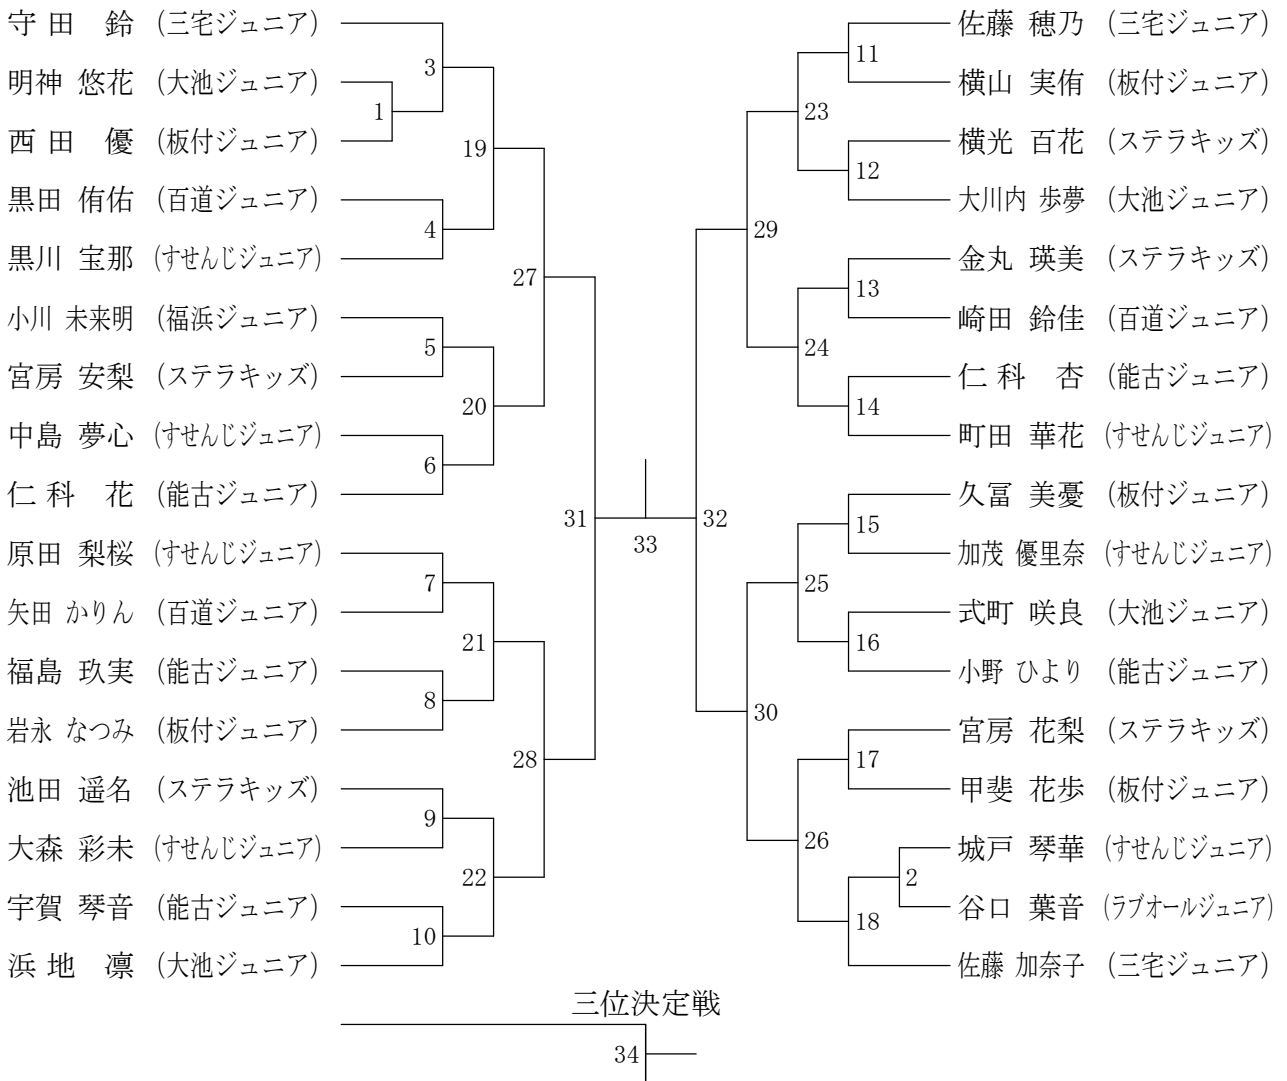 守田 鈴 (三宅ジュニア)
明神 悠花 (大池ジュニア)
西田 優 (板付ジュニア)
黒田 侑佑 (百道ジュニア)
黒川 宝那 (すせんじジュニア)
小川 未来明 (福浜ジュニア)
宮房 安梨 (ステラキッズ)
中島 夢心 (すせんじジュニア)
仁科 花 (能古ジュニア)
原田 梨桜 (すせんじジュニア)
矢田 かりん (百道ジュニア)
福島 玖実 (能古ジュニア)
岩永 なつみ (板付ジュニア)
池田 遥名 (ステラキッズ)
大森 彩未 (すせんじジュニア)
宇賀 琴音 (能古ジュニア)
浜地 凛 (大池ジュニア)
3
1
19
4
27
5
20
6
31
7
21
8
28
9
22
10
33
佐藤 穂乃 (三宅ジュニア)
横山 実侑 (板付ジュニア)
横光 百花 (ステラキッズ)
大川内 歩夢 (大池ジュニア)
金丸 瑛美 (ステラキッズ)
崎田 鈴佳 (百道ジュニア)
仁科 杏 (能古ジュニア)
町田 華花 (すせんじジュニア)
久冨 美憂 (板付ジュニア)
加茂 優里奈 (すせんじジュニア)
式町 咲良 (大池ジュニア)
小野 ひより (能古ジュニア)
宮房 花梨 (ステラキッズ)
甲斐 花歩 (板付ジュニア)
城戸 琴華 (すせんじジュニア)
谷口 葉音 (ラブオールジュニア)
佐藤 加奈子 (三宅ジュニア)
11
23
12
29
13
24
14
32
15
25
16
30
17
26
2
18
三位決定戦
34